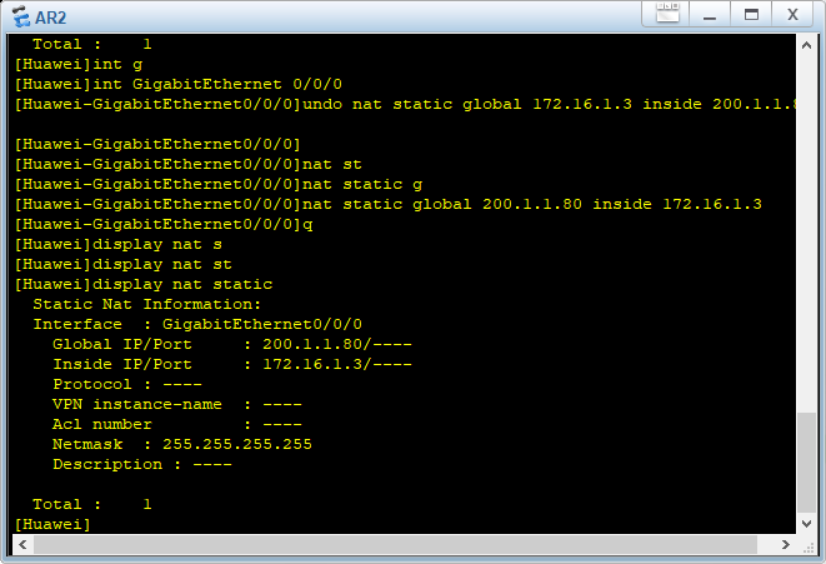 AR2
Total :    1
[Huawei]int g
[Huawei]int GigabitEthernet 0/0/0
[Huawei-GigabitEthernet0/0/0]undo nat static global 172.16.1.3 inside 200.1.1.
[Huawei-GigabitEthernet0/0/0]
[Huawei-GigabitEthernet0/0/0]nat st
[Huawei-GigabitEthernet0/0/0]nat static g
[Huawei-GigabitEthernet0/0/0]nat static global 200.1.1.80 inside 172.16.1.3
[Huawei-GigabitEthernet0/0/0]q
[Huawei]display nat s
[Huawei]display nat st
[Huawei]display nat static
Static Nat Information:
Interface  : GigabitEthernet0/0/0
Global IP/Port     : 200.1.1.80/----
Inside IP/Port     : 172.16.1.3/----
Protocol : ----
VPN instance-name  : ----
Acl number         : ----
Netmask  : 255.255.255.255
Description : ----
Total :    1
[Huawei]